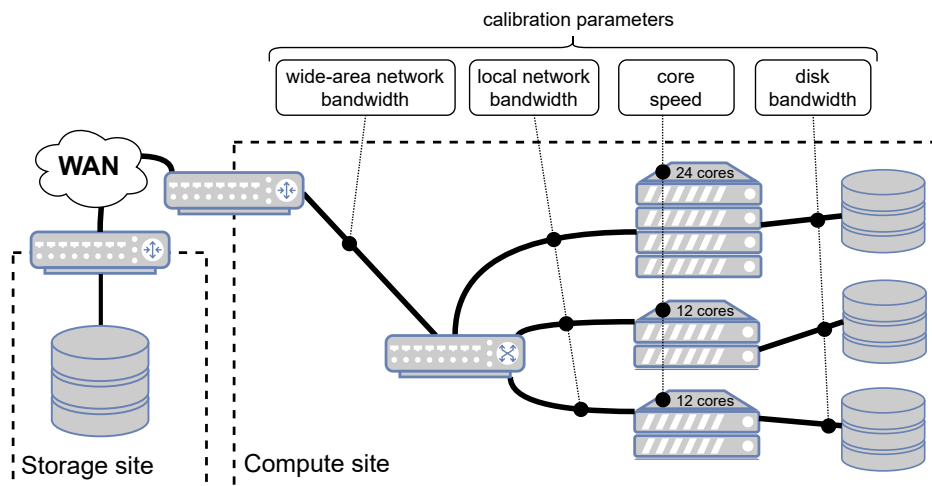 calibration parameters
wide-area network
bandwidth
local network
bandwidth
core
speed
disk
bandwidth
WAN
24 cores
12 cores
12 cores
Storage site
Compute site